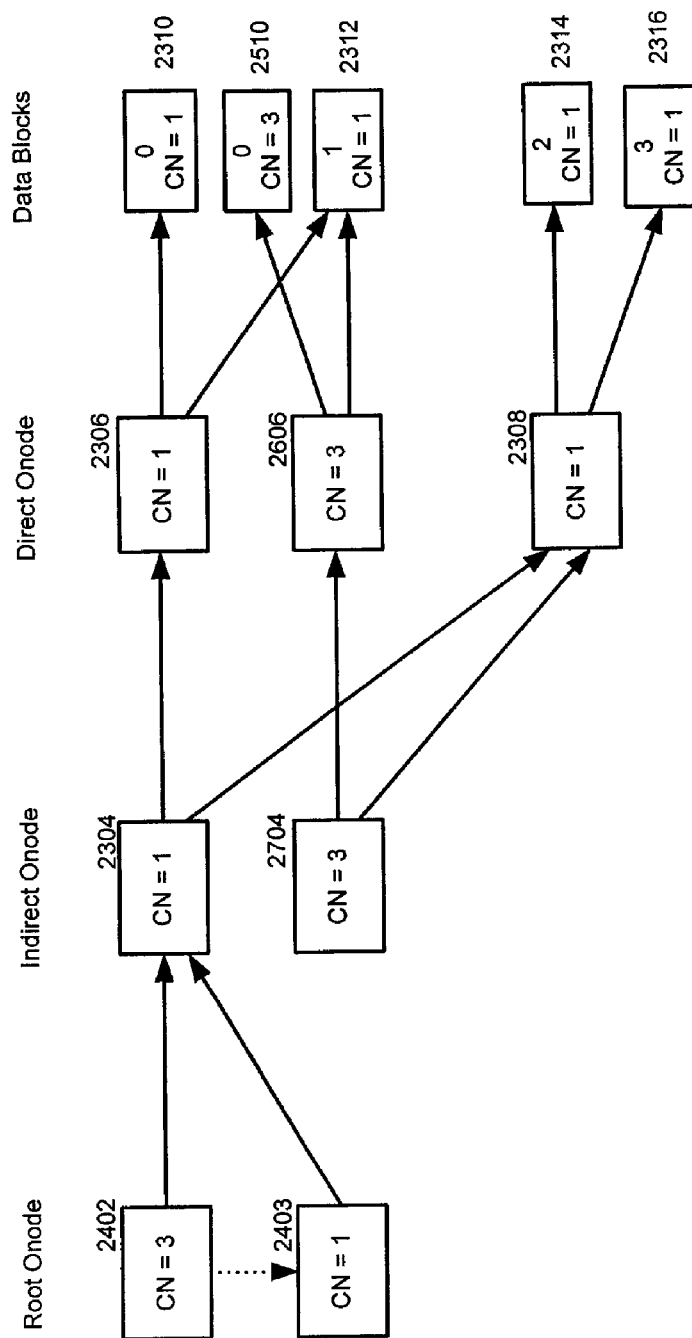 Root Onode
Indirect Onode
Direct Onode
Data Blocks
2402
CN = 3
2403
CN = 1
2304
CN = 1
2704
CN = 3
2306
CN = 1
2606
CN = 3
2308
CN = 1
0
CN = 1
2310
0
CN = 3
2510
1
CN = 1
2312
2
CN = 1
2314
3
CN = 1
2316